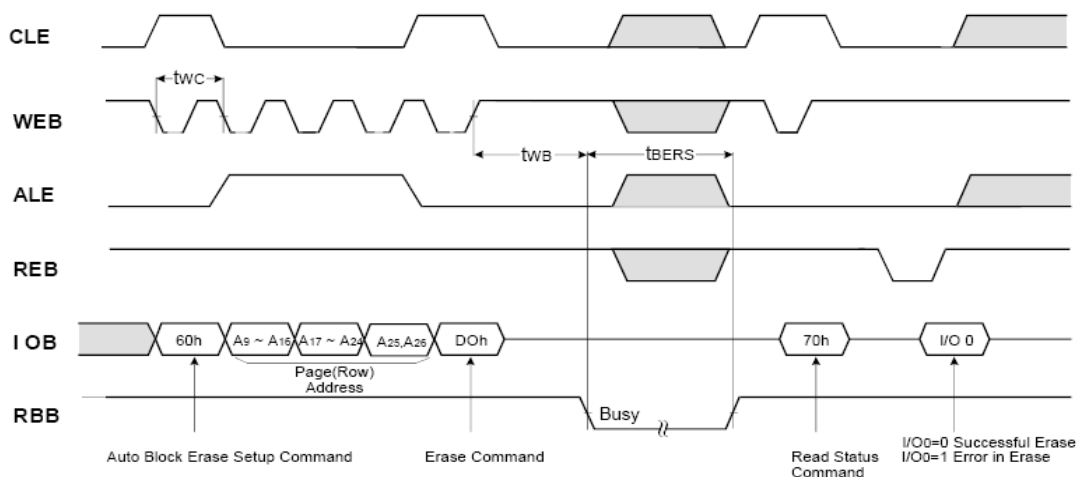 CLE
tWC
WEB
tWB
tBERS
ALE
REB
I OB
60h
A9 ~ A16
A17 ~ A24
A25,A26
DOh
70h
I/O 0
Page(Row)
Address
RBB
Busy
Auto Block Erase Setup Command
Erase Command
Read Status
Command
I/O0=0 Successful Erase
I/O0=1 Error in Erase